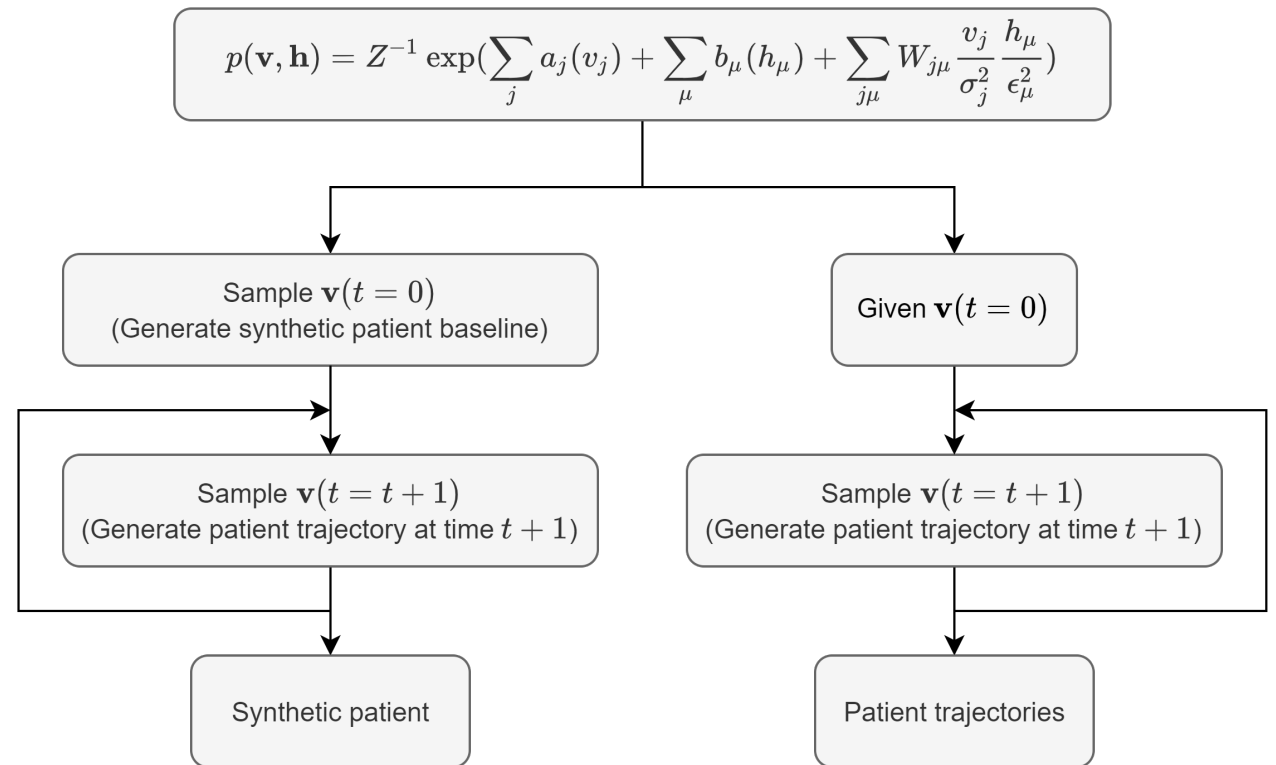 p(𝐯, 𝐡) = Z⁻¹ exp(∑_j a_j(v_j) + ∑_μ b_μ(h_μ) + ∑_{jμ} W_{jμ} \frac{v_j}{σ_j^2} \frac{h_μ}{ϵ_μ^2})
Sample 𝐯(t = 0)
(Generate synthetic patient baseline)
Given 𝐯(t = 0)
Sample 𝐯(t = t + 1)
(Generate patient trajectory at time t + 1)
Sample 𝐯(t = t + 1)
(Generate patient trajectory at time t + 1)
Synthetic patient
Patient trajectories